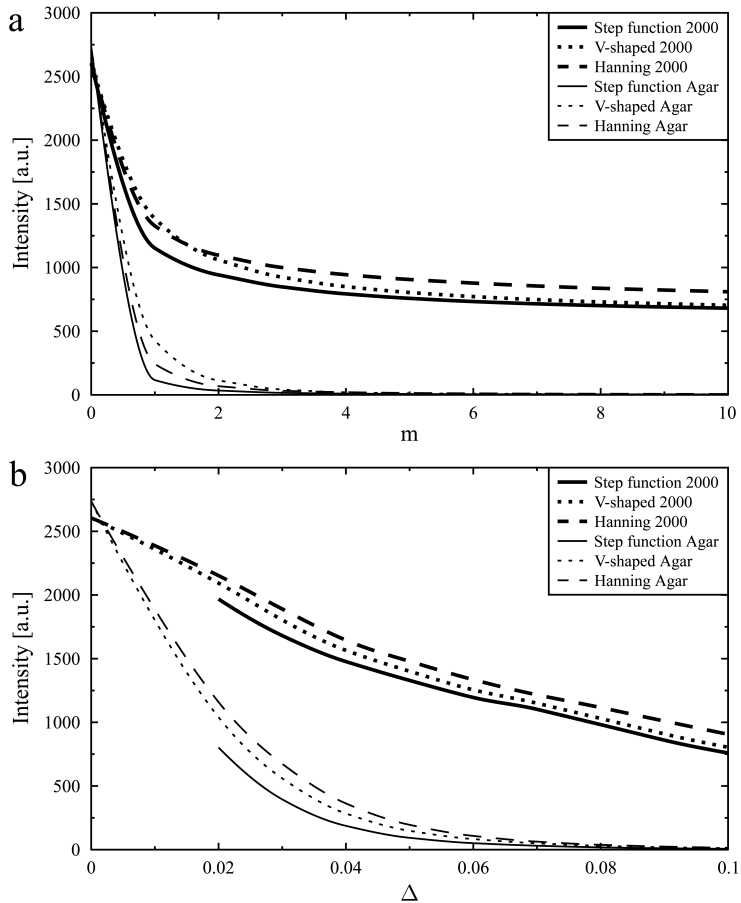 a
3000
2500
2000
1500
1000
500
0
Intensity [a.u.]
Step function 2000
V-shaped 2000
Hanning 2000
Step function Agar
V-shaped Agar
Hanning Agar
0 2 4 6 8 10
m
b
3000
2500
2000
1500
1000
500
0
Intensity [a.u.]
Step function 2000
V-shaped 2000
Hanning 2000
Step function Agar
V-shaped Agar
Hanning Agar
0 0.02 0.04 0.06 0.08 0.1
Δ